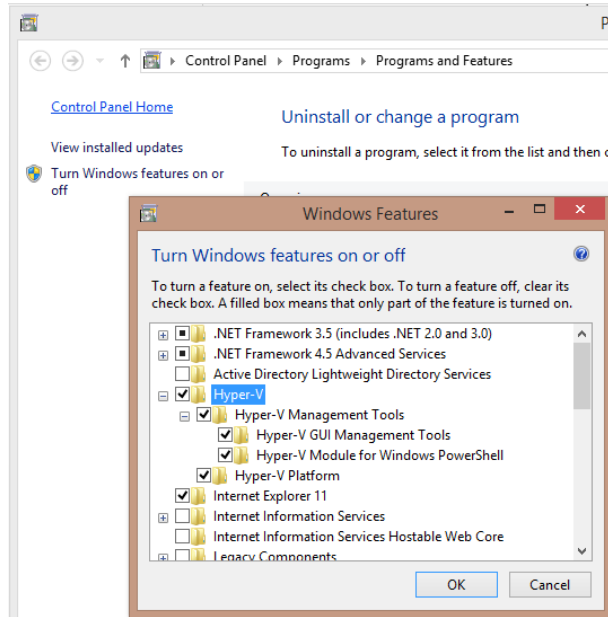 P
Control Panel Programs Programs and Features
Control Panel Home
Uninstall or change a program
View installed updates
To uninstall a program, select it from the list and then
Turn Windows features on or
off
Windows Features
Turn Windows features on or off
To turn a feature on, select its check box. To turn a feature off, clear its
check box. A filled box means that only part of the feature is turned on.
.NET Framework 3.5 (includes .NET 2.0 and 3.0)
.NET Framework 4.5 Advanced Services
Active Directory Lightweight Directory Services
Hyper-V
Hyper-V Management Tools
Hyper-V GUI Management Tools
Hyper-V Module for Windows PowerShell
Hyper-V Platform
Internet Explorer 11
Internet Information Services
Internet Information Services Hostable Web Core
Legacy Components
OK Cancel